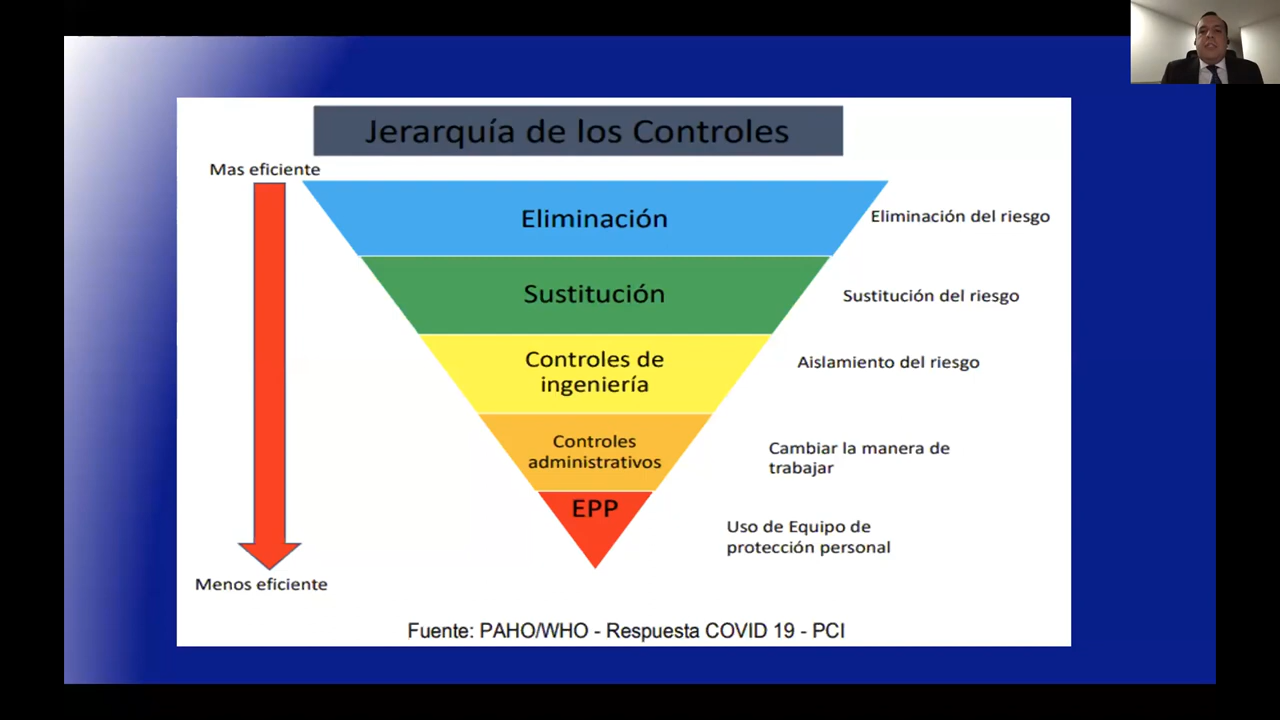 Jerarquía de los Controles
Mas eficiente
Eliminación
Eliminación del riesgo
Sustitución
Sustitución del riesgo
Controles de
ingeniería
Aislamiento del riesgo
Controles
administrativos
Cambiar la manera de
trabajar
EPP
Uso de Equipo de
protección personal
Menos eficiente
Fuente: PAHO/WHO - Respuesta COVID 19 - PCI